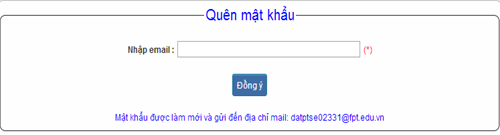 Quên mật khẩu
Nhập email : (*)
Đồng ý
Mật khẩu được làm mới và gửi đến địa chỉ mail: datptse02331@fpt.edu.vn